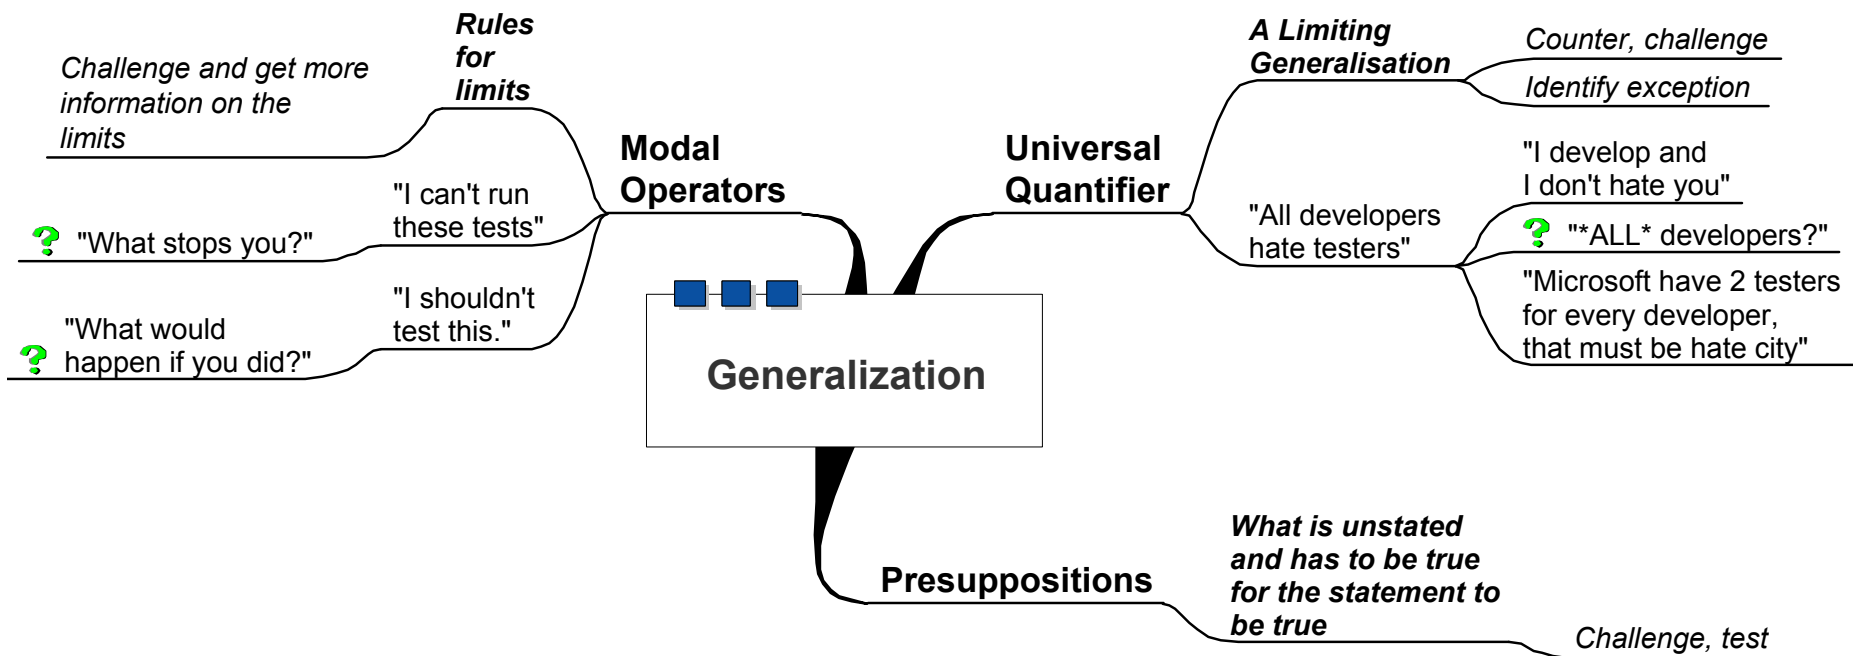 Rules
for
limits
Challenge and get more
information on the
limits
Modal
Operators
"I can't run
these tests"
"What stops you?"
"I shouldn't
test this."
"What would
happen if you did?"
Generalization
Universal
Quantifier
A Limiting
Generalisation
Counter, challenge
Identify exception
"All developers
hate testers"
"I develop and
I don't hate you"
"*ALL* developers?"
"Microsoft have 2 testers
for every developer,
that must be hate city"
Presuppositions
What is unstated
and has to be true
for the statement to
be true
Challenge, test